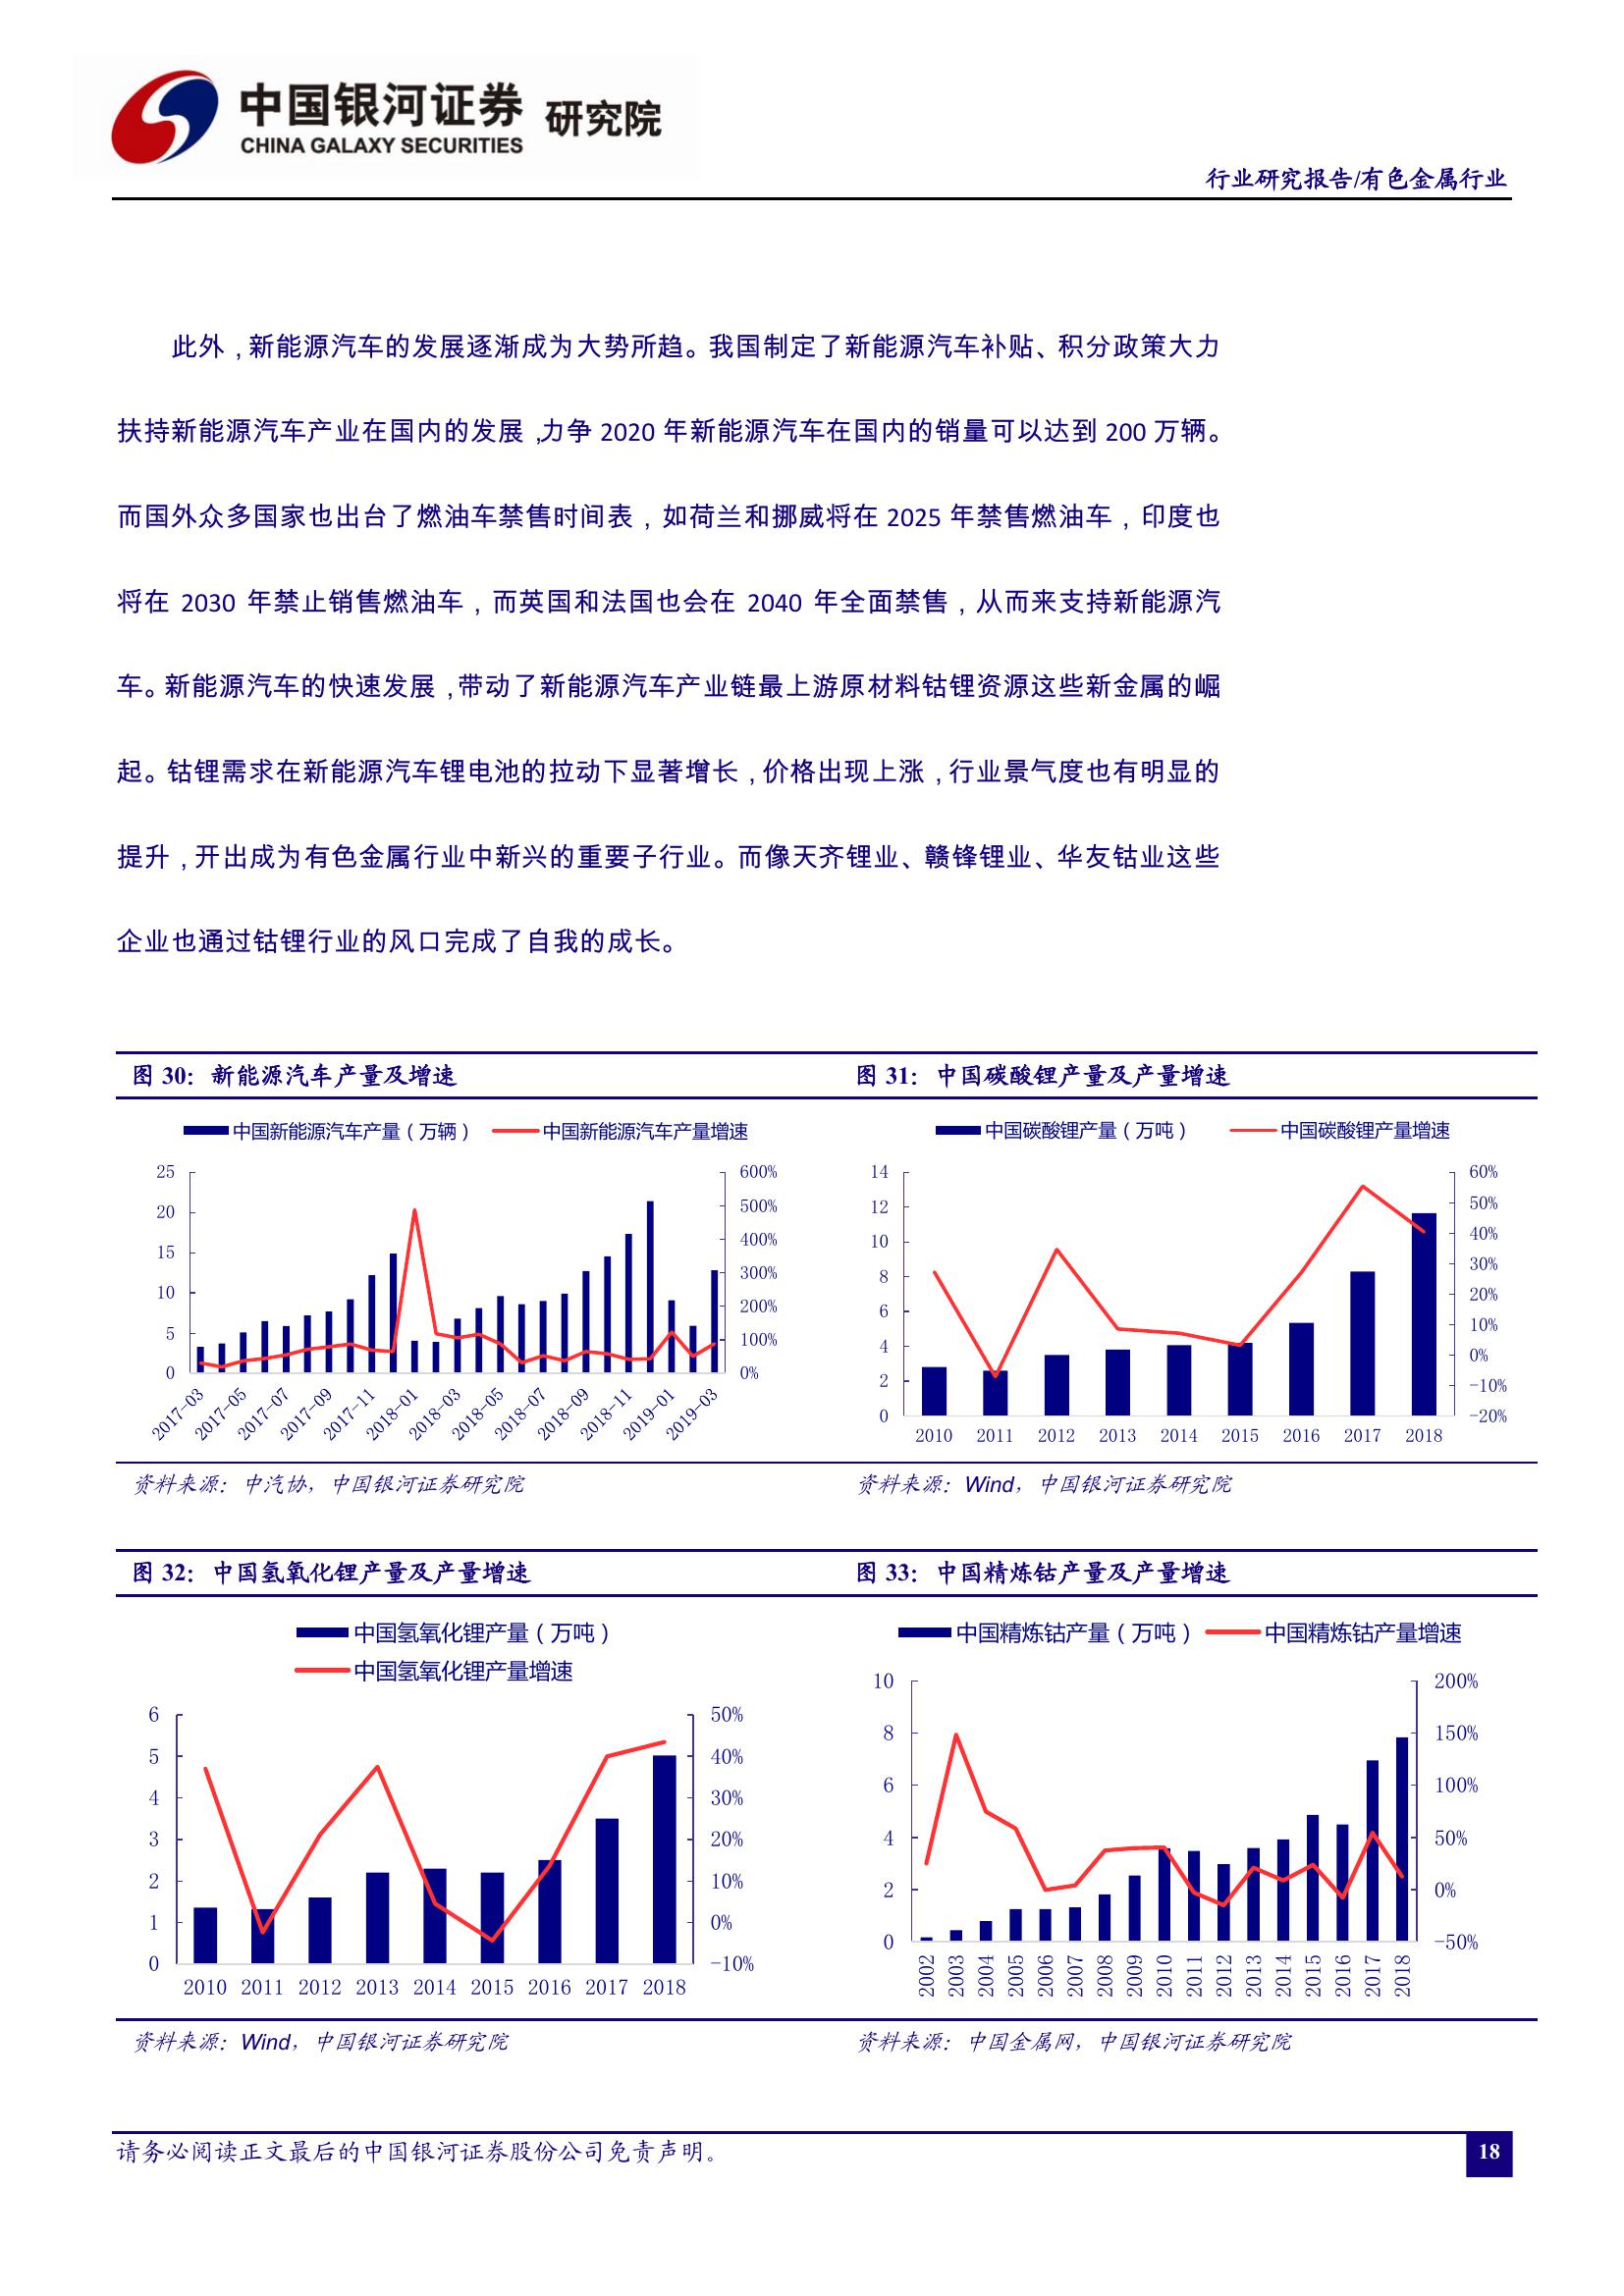 中国银河证券 研究院
CHINA GALAXY SECURITIES
行业研究报告/有色金属行业
此外，新能源汽车的发展逐渐成为大势所趋。我国制定了新能源汽车补贴、积分政策大力
扶持新能源汽车产业在国内的发展，力争 2020 年新能源汽车在国内的销量可以达到 200 万辆。
而国外众多国家也出台了燃油车禁售时间表，如荷兰和挪威将在 2025 年禁售燃油车，印度也
将在 2030 年禁止销售燃油车，而英国和法国也会在 2040 年全面禁售，从而来支持新能源汽
车。新能源汽车的快速发展，带动了新能源汽车产业链最上游原材料钴锂资源这些新金属的崛
起。钴锂需求在新能源汽车锂电池的拉动下显著增长，价格出现上涨，行业景气度也有明显的
提升，开出成为有色金属行业中新兴的重要子行业。而像天齐锂业、赣锋锂业、华友钴业这些
企业也通过钴锂行业的风口完成了自我的成长。
图 30：新能源汽车产量及增速
中国新能源汽车产量（万辆） 中国新能源汽车产量增速
25 600%
20 500%
15 400%
10 300%
5 200%
0 100%
0%
2017-03 2017-05 2017-07 2017-09 2017-11 2018-01 2018-03 2018-05 2018-07 2018-09 2018-11 2019-01 2019-03
资料来源：中汽协，中国银河证券研究院
图 31：中国碳酸锂产量及产量增速
中国碳酸锂产量（万吨） 中国碳酸锂产量增速
14 60%
12 50%
10 40%
8 30%
6 20%
4 10%
2 0%
0 -10%
-20%
2010 2011 2012 2013 2014 2015 2016 2017 2018
资料来源：Wind，中国银河证券研究院
图 32：中国氢氧化锂产量及产量增速
中国氢氧化锂产量（万吨）
中国氢氧化锂产量增速
6 50%
5 40%
4 30%
3 20%
2 10%
1 0%
0 -10%
2010 2011 2012 2013 2014 2015 2016 2017 2018
资料来源：Wind，中国银河证券研究院
图 33：中国精炼钴产量及产量增速
中国精炼钴产量（万吨） 中国精炼钴产量增速
10 200%
8 150%
6 100%
4 50%
2 0%
0 -50%
2002 2003 2004 2005 2006 2007 2008 2009 2010 2011 2012 2013 2014 2015 2016 2017 2018
资料来源：中国金属网，中国银河证券研究院
请务必阅读正文最后的中国银河证券股份公司免责声明。
18